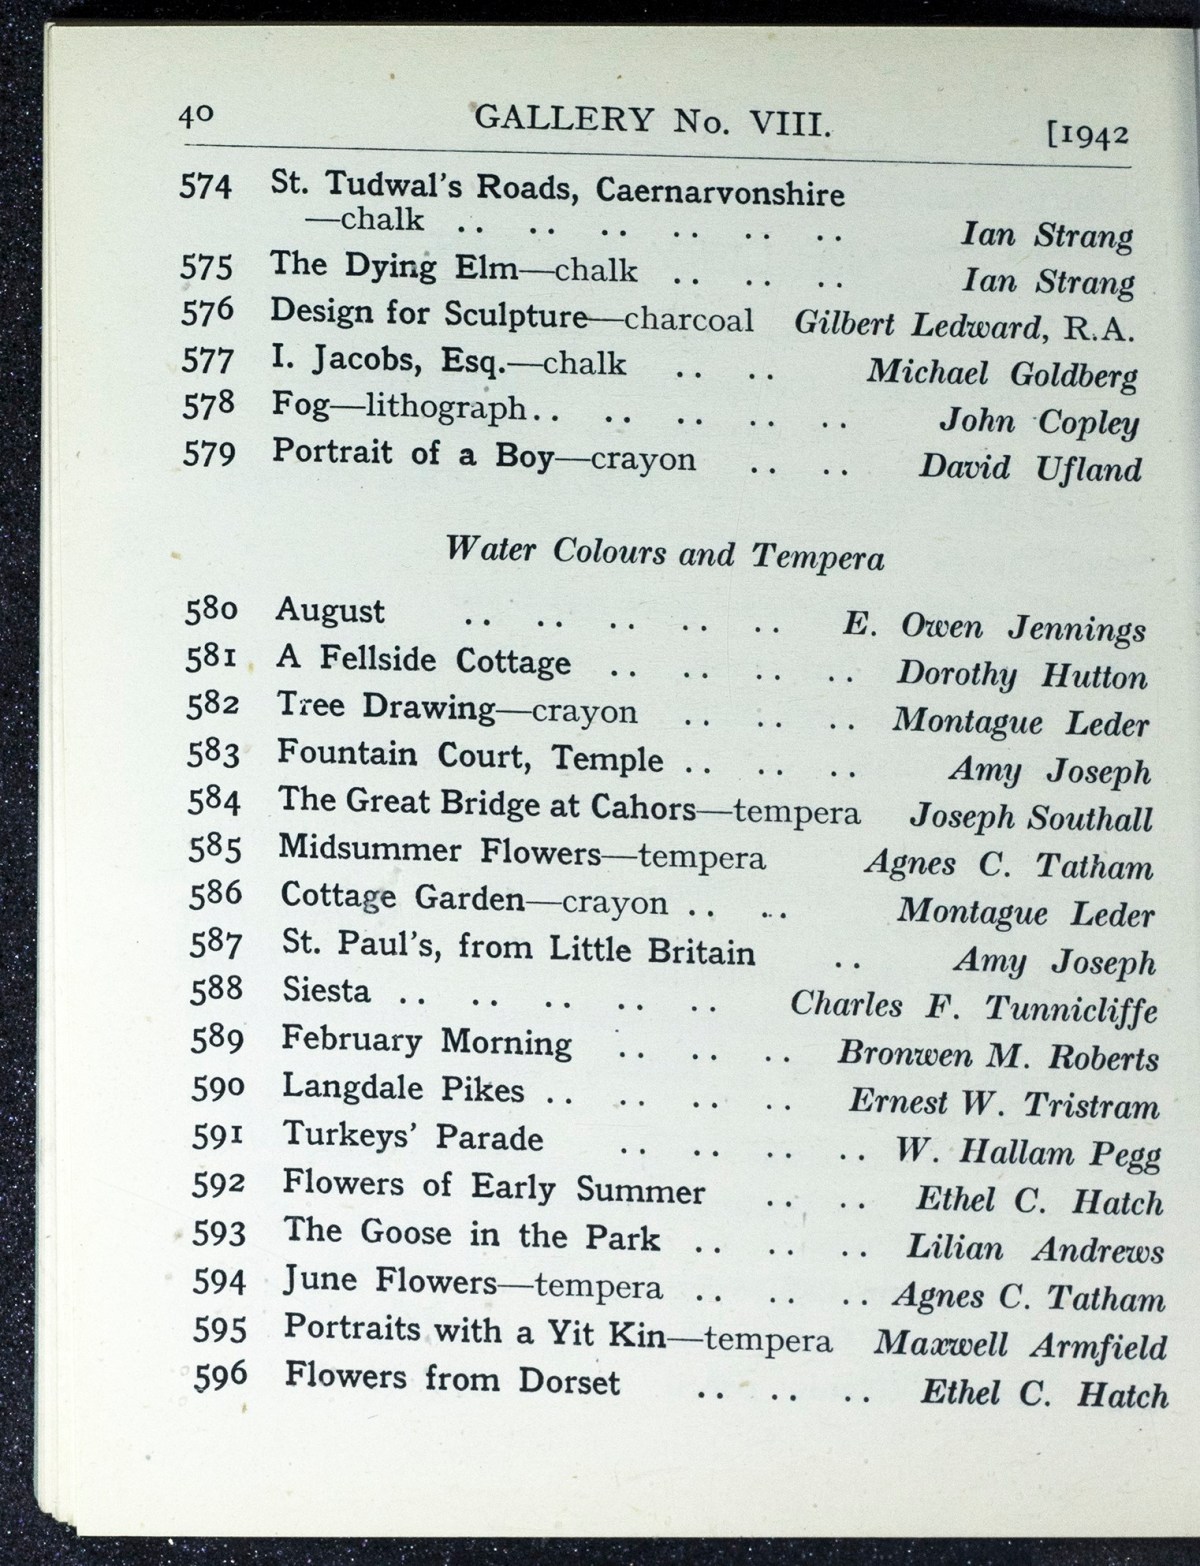 40 GALLERY No. VIII. [1942
574 St. Tudwal's Roads, Caernarvonshire
—chalk .. .. .. .. .. .. Ian Strang
575 The Dying Elm—chalk .. .. .. Ian Strang
576 Design for Sculpture—charcoal Gilbert Ledward, R.A.
577 I. Jacobs, Esq.—chalk .. .. Michael Goldberg
578 Fog—lithograph.. .. .. .. .. John Copley
579 Portrait of a Boy—crayon .. .. David Ufland
Water Colours and Tempera
580 August .. .. .. .. .. E. Owen Jennings
581 A Fellside Cottage .. .. .. .. Dorothy Hutton
582 Tree Drawing—crayon .. .. .. Montague Leder
583 Fountain Court, Temple .. .. .. Amy Joseph
584 The Great Bridge at Cahors—tempera Joseph Southall
585 Midsummer Flowers—tempera Agnes C. Tatham
586 Cottage Garden—crayon .. .. Montague Leder
587 St. Paul's, from Little Britain .. Amy Joseph
588 Siesta .. .. .. .. .. Charles F. Tunnicliffe
589 February Morning .. .. .. Bronwen M. Roberts
590 Langdale Pikes .. .. .. .. Ernest W. Tristram
591 Turkeys' Parade .. .. .. .. W. Hallam Pegg
592 Flowers of Early Summer .. .. Ethel C. Hatch
593 The Goose in the Park .. .. .. Lilian Andrews
594 June Flowers—tempera .. .. .. Agnes C. Tatham
595 Portraits with a Yit Kin—tempera Maxwell Armfield
596 Flowers from Dorset .. .. .. Ethel C. Hatch